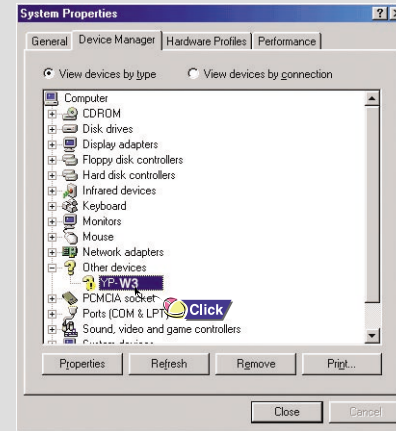 System Properties
General
Device Manager
Hardware Profiles
Performance
View devices by type
View devices by connection
Computer
CDROM
Disk drives
Display adapters
Floppy disk controllers
Hard disk controllers
Infrared devices
Keyboard
Monitors
Mouse
Network adapters
Other devices
YP-W3
PCMCIA socket
Click
Ports (COM & LPT)
Sound, video and game controllers
System devices
Properties
Refresh
Remove
Print...
Close
Cancel